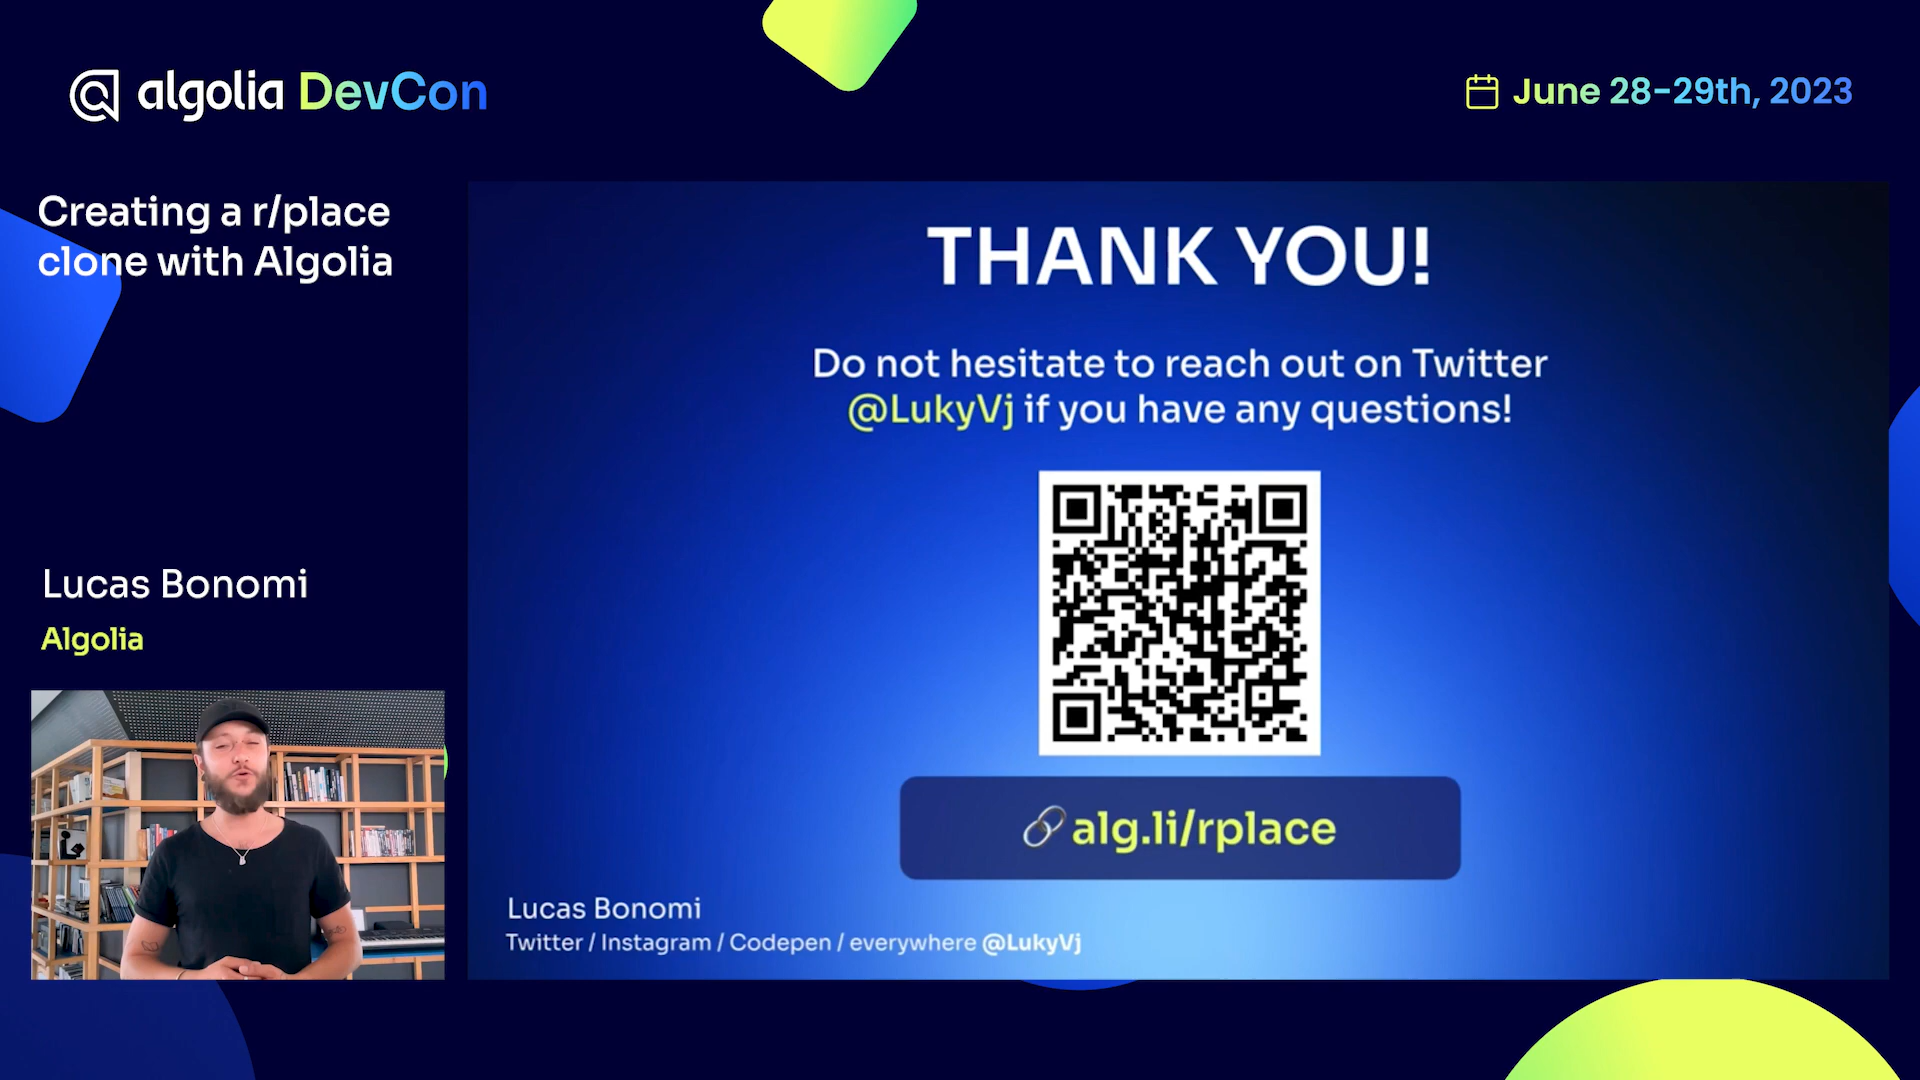 algolia DevCon
June 28-29th, 2023
Creating a r/place
clone with Algolia
THANK YOU!
Do not hesitate to reach out on Twitter
@LukyVj if you have any questions!
alg.li/rplace
Lucas Bonomi
Algolia
Lucas Bonomi
Twitter / Instagram / Codepen / everywhere @LukyVj